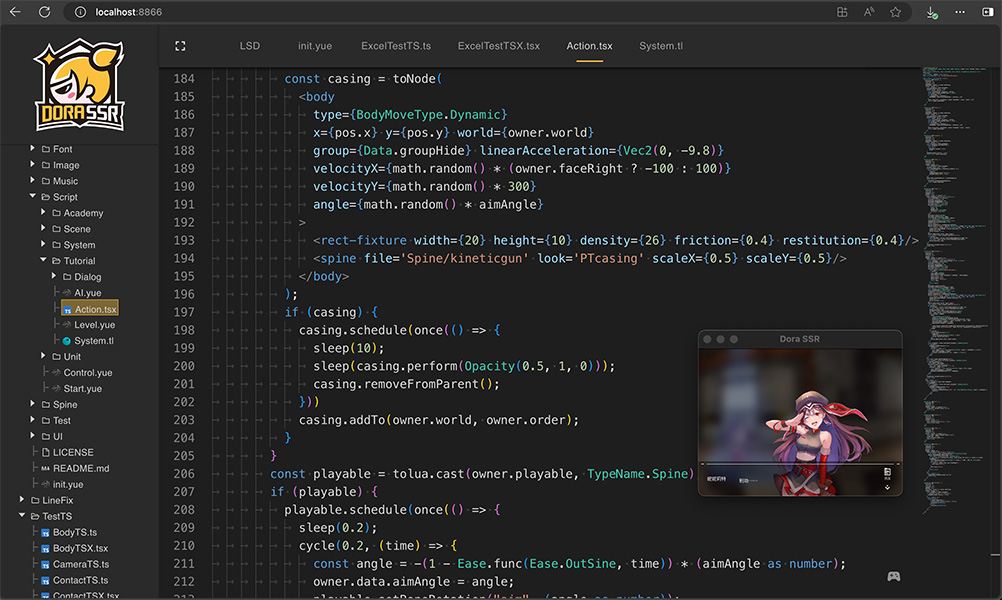 localhost:8866
DORA SSR
LSD
init.yue
ExcelTestTS.ts
ExcelTestTSX.tsx
Action.tsx
System.tl
Font
Image
Music
Script
Academy
Scene
System
Tutorial
Dialog
AI.yue
Action.tsx
Level.yue
System.tl
Unit
Control.yue
Start.yue
Spine
Test
UI
LICENSE
README.md
init.yue
LineFix
TestTS
BodyTS.ts
BodyTSX.tsx
CameraTS.ts
ContactTS.ts
ContactTSX.tsx
184 const casing = toNode(
185 <body
186 type={BodyMoveType.Dynamic}
187 x={pos.x} y={pos.y} world={owner.world}
188 group={Data.groupHide} linearAcceleration={Vec2(0, -9.8)}
189 velocityX={math.random() * (owner.faceRight ? -100 : 100)}
190 velocityY={math.random() * 300}
191 angle={math.random() * aimAngle}
192 >
193 <rect-fixture width={20} height={10} density={26} friction={0.4} restitution={0.4}/>
194 <spine file='Spine/kineticgun' look='PTcasing' scaleX={0.5} scaleY={0.5}/>
195 </body>
196 );
197 if (casing) {
198 casing.schedule(once(() => {
199 sleep(10);
200 sleep(casing.perform(Opacity(0.5, 1, 0)));
201 casing.removeFromParent();
202 }))
203 casing.addTo(owner.world, owner.order);
204 }
205 }
206 const playable = tolua.cast(owner.playable, TypeName.Spine)
207 if (playable) {
208 playable.schedule(once(() => {
209 sleep(0.2);
210 cycle(0.2, (time) => {
211 const angle = -(1 - Ease.func(Ease.OutSine, time)) * (aimAngle as number);
212 owner.data.aimAngle = angle;
213 playable.setBoneRotation("aim", (angle as number));
Dora SSR